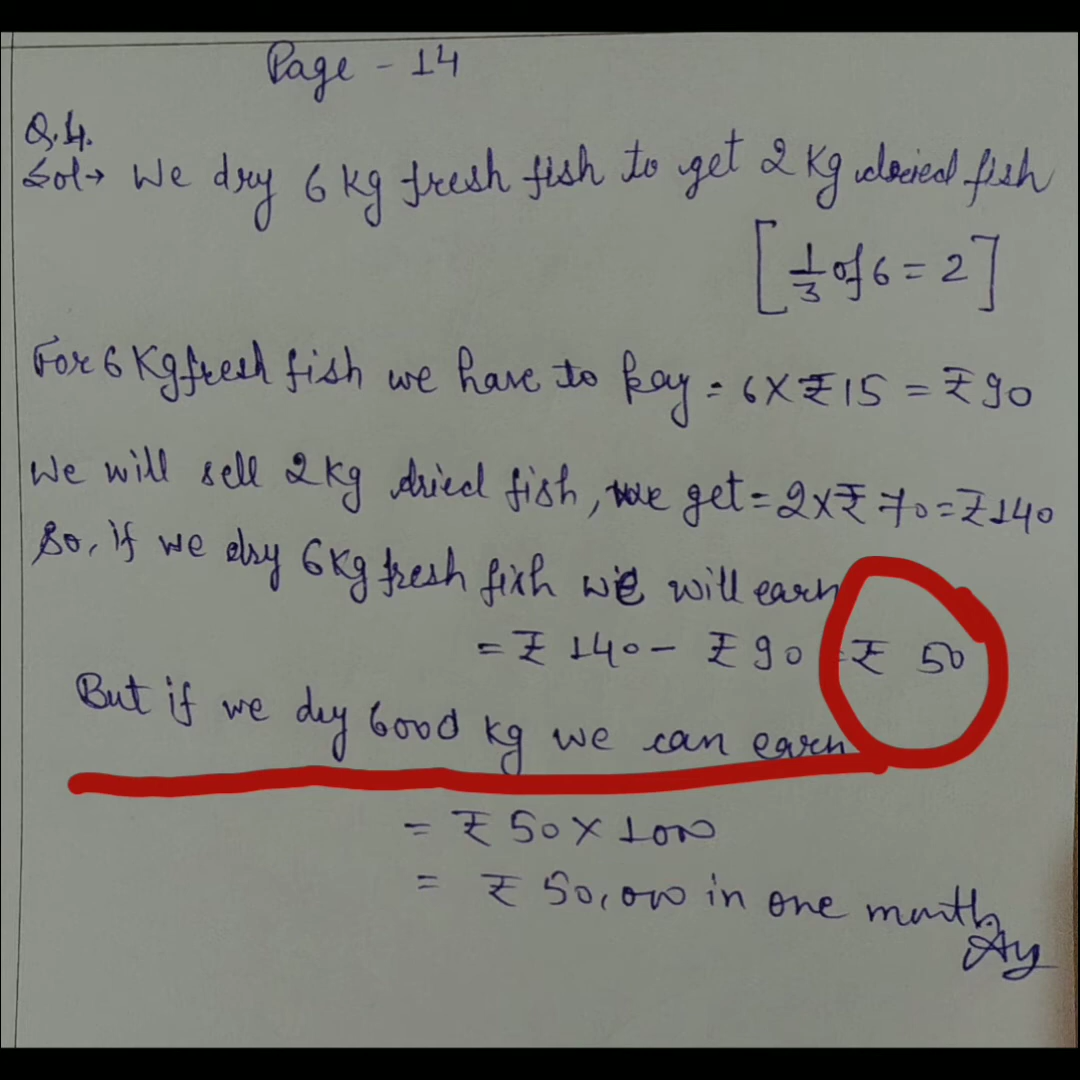 Page - 14
Q.4.
Sol→ We dry 6 kg fresh fish to get 2 kg dried fish
[1/3 of 6 = 2]
For 6 Kg fresh fish we have to pay = 6 X ₹ 15 = ₹ 90
We will sell 2 kg dried fish, we get = 2 x ₹ 70 = ₹ 140
So, if we dry 6 kg fresh fish we will earn
= ₹ 140 - ₹ 90 = ₹ 50
But if we dry 6000 kg we can earn
= ₹ 50 X 1000
= ₹ 50,000 in one month